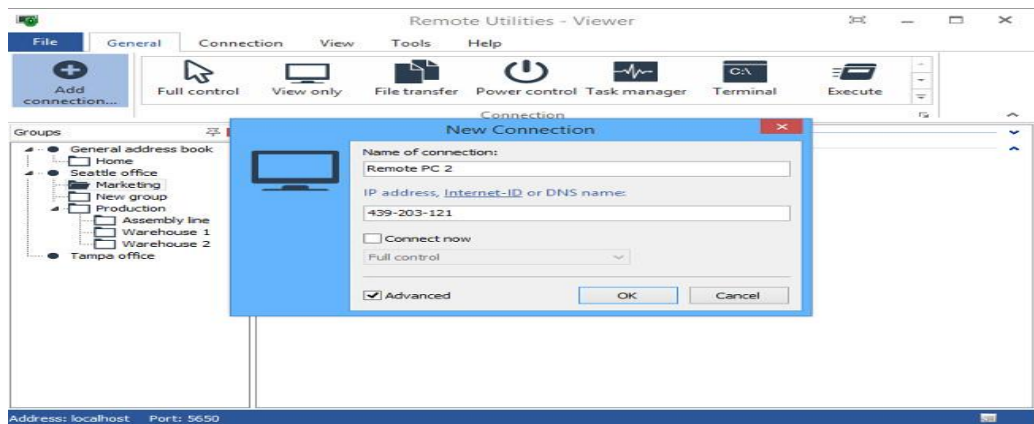 Remote Utilities - Viewer
File General Connection View Tools Help
Add connection...
Full control
View only
File transfer
Power control
Task manager
C:\
Terminal
Execute
Connection
Groups
General address book
Home
Seattle office
Marketing
New group
Production
Assembly line
Warehouse 1
Warehouse 2
Tampa office
New Connection
Name of connection:
Remote PC 2
IP address, Internet-ID or DNS name:
439-203-121
Connect now
Full control
Advanced
OK
Cancel
Address: localhost Port: 5650